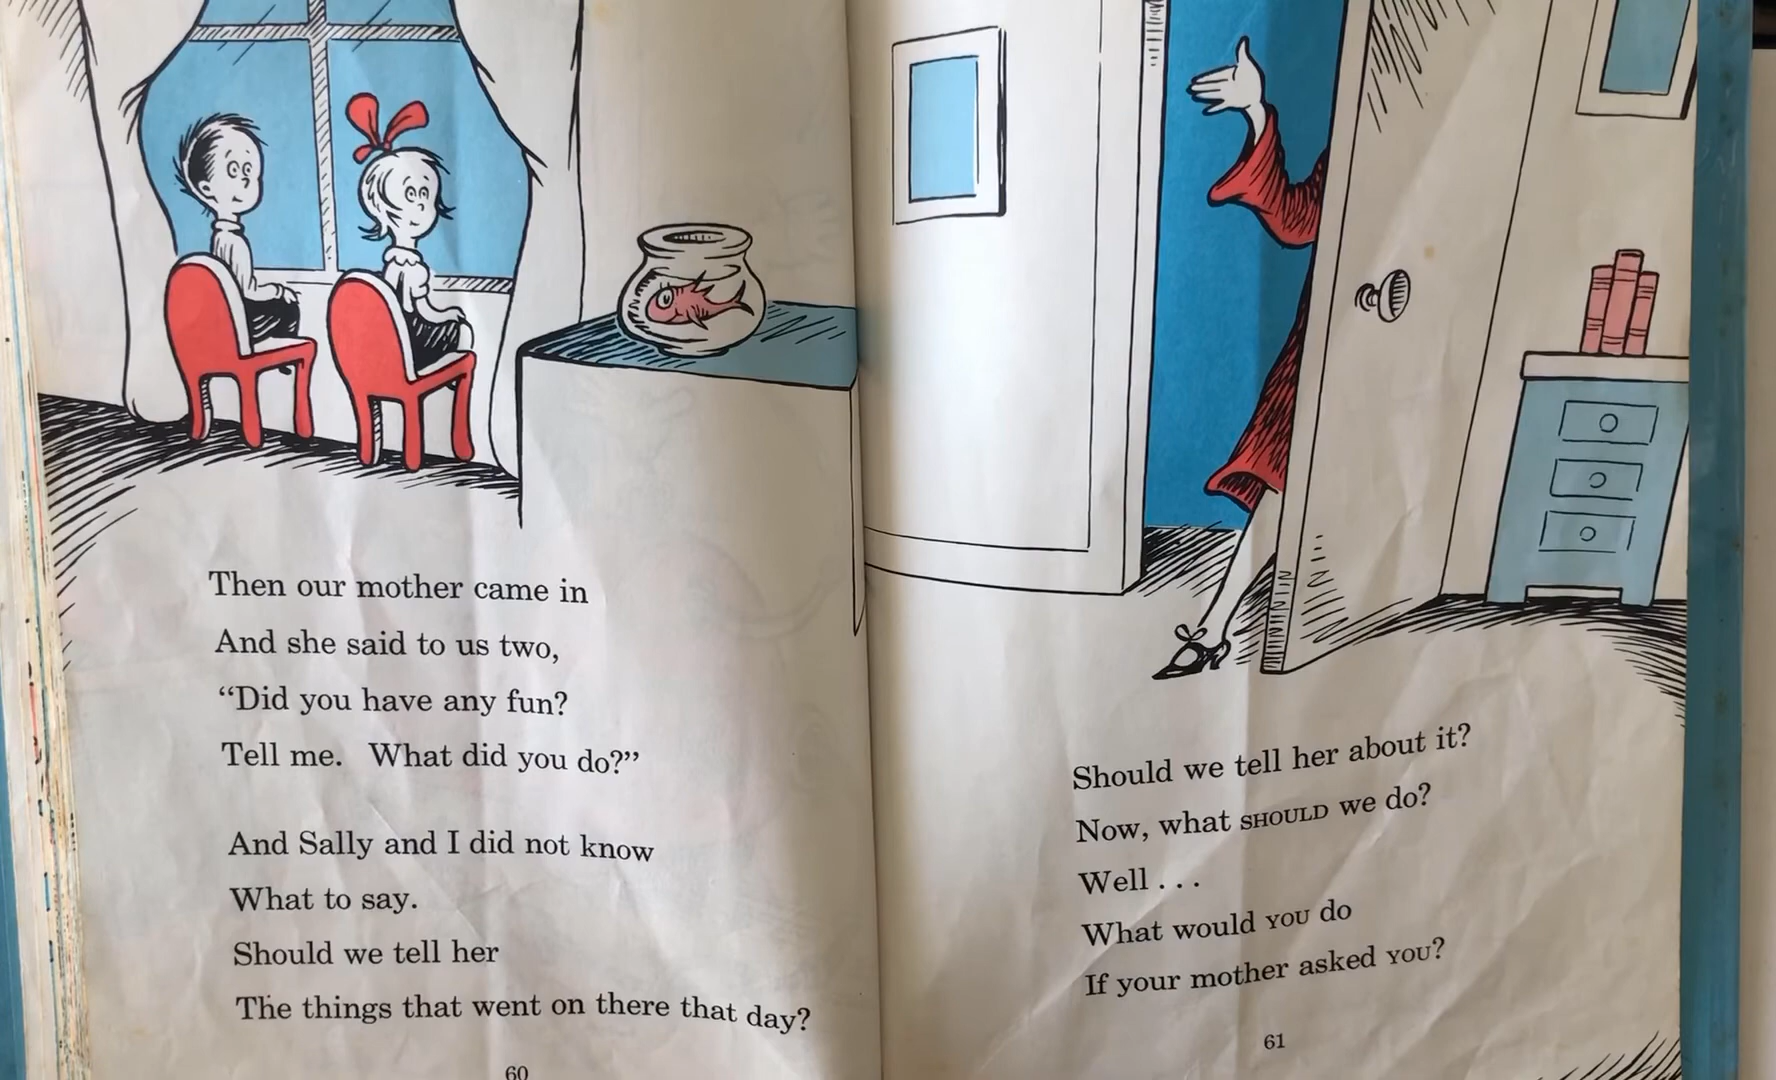 Then our mother came in
And she said to us two,
“Did you have any fun?
Tell me. What did you do?”
And Sally and I did not know
What to say.
Should we tell her
The things that went on there that day?
60
Should we tell her about it?
Now, what SHOULD we do?
Well . . .
What would YOU do
If your mother asked YOU?
61